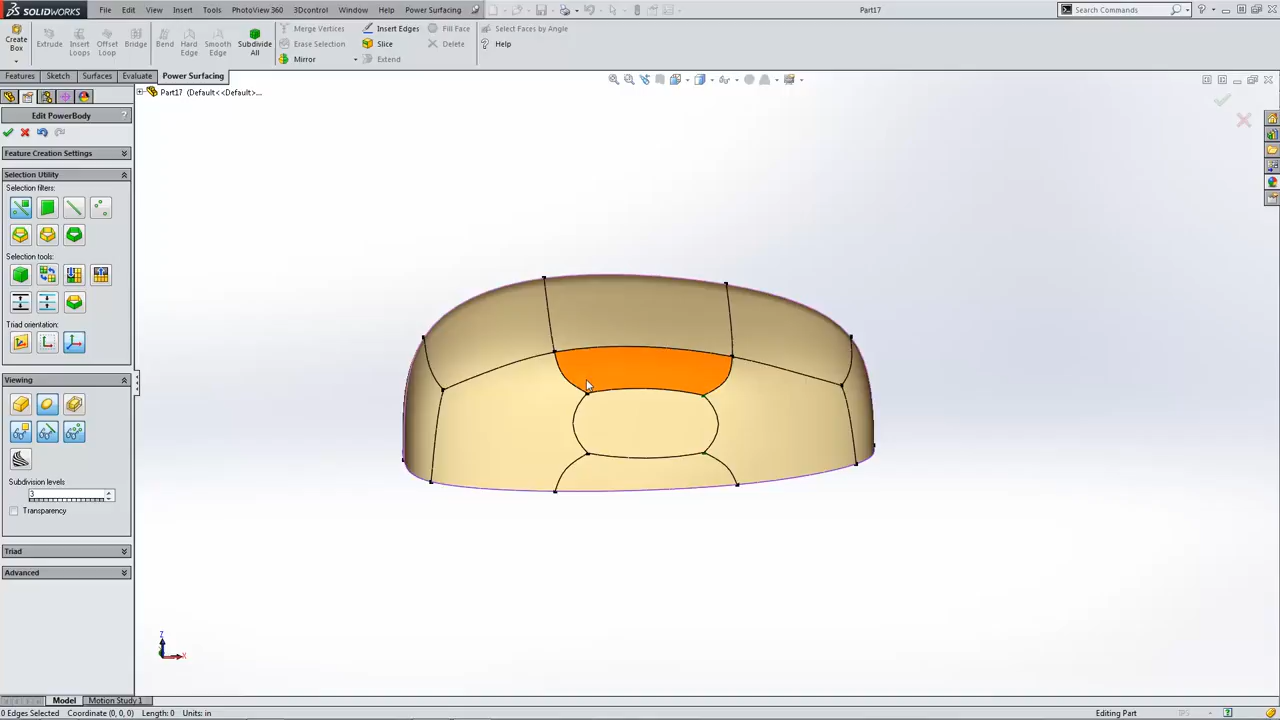 SOLIDWORKS File Edit View Insert Tools PhotoView 360 3Dcontrol Window Help Power Surfacing Part17 Search Commands
Create Box Extrude Insert Loops Offset Loop Bridge Bend Hard Edge Smooth Edge Subdivide All
Merge Vertices Insert Edges Fill Face Select Faces by Angle
Erase Selection Slice Delete Help
Mirror Extend
Features Sketch Surfaces Evaluate Power Surfacing
Part17 (Default<<Default>...
Edit PowerBody ?
Feature Creation Settings
Selection Utility
Selection filters:
Selection tools:
Triad orientation:
Viewing
Subdivision levels
3
Transparency
Triad
Advanced
Z
X
Model Motion Study 1
0 Edges Selected Coordinate (0, 0, 0) Length: 0 Units: in Editing Part